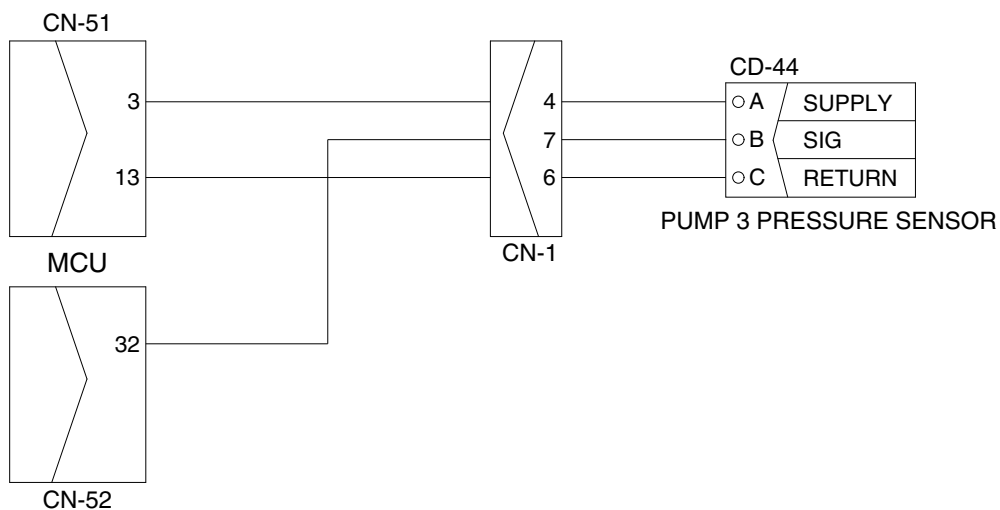 CN-51
3
13
MCU
32
CN-52
4
7
6
CN-1
CD-44
A SUPPLY
B SIG
C RETURN
PUMP 3 PRESSURE SENSOR